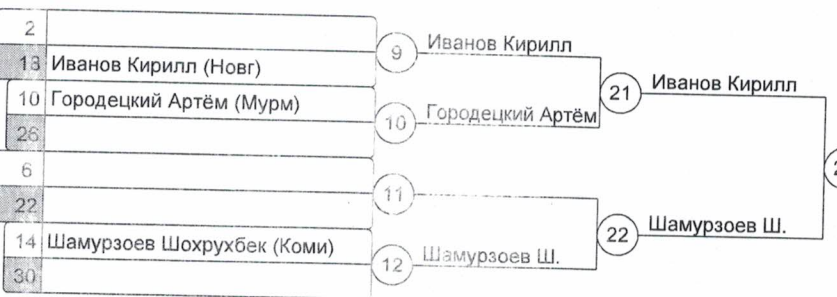 2
9
Иванов Кирилл
18 Иванов Кирилл (Новг)
21
Иванов Кирилл
10 Городецкий Артём (Мурм)
10
Городецкий Артём
26
6
11
22
22
Шамурзоев Ш.
14 Шамурзоев Шохрухбек (Коми)
12
Шамурзоев Ш.
30